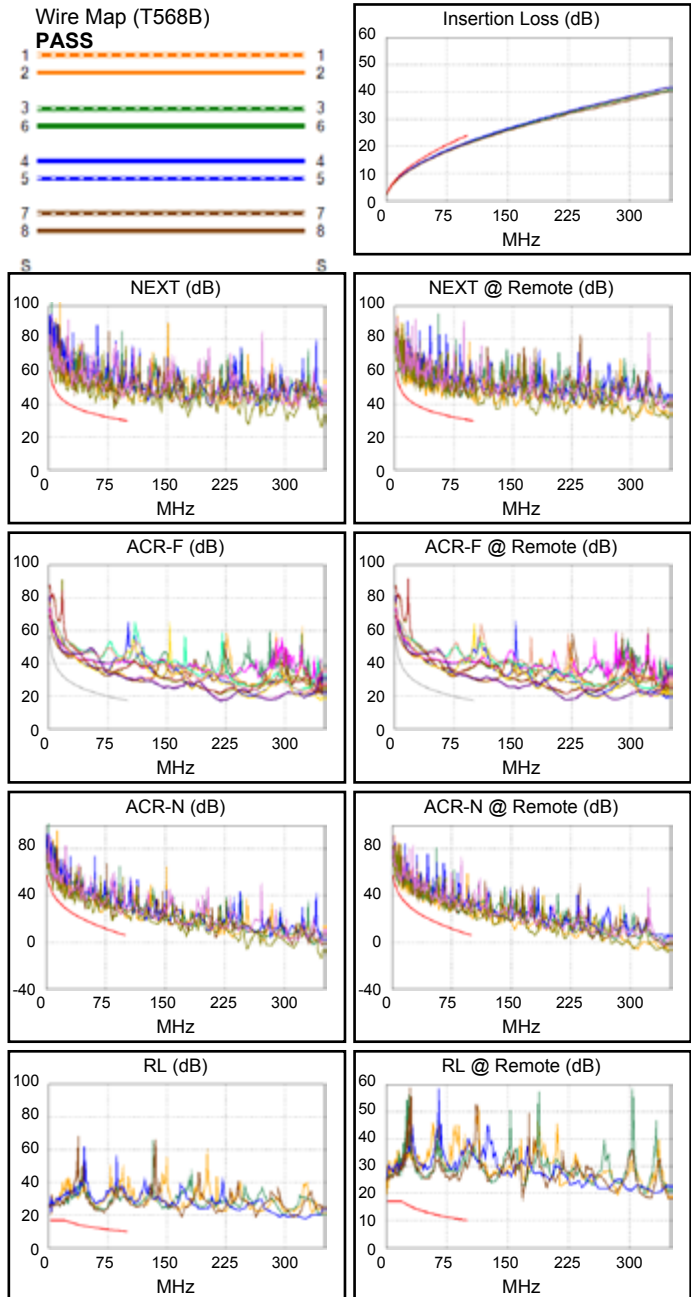 Wire Map (T568B)
PASS
1 1
2 2
3 3
6 6
4 4
5 5
7 7
8 8
S S
Insertion Loss (dB)
60
50
40
30
20
10
0
0 75 150 225 300
MHz
NEXT (dB)
100
80
60
40
20
0
0 75 150 225 300
MHz
NEXT @ Remote (dB)
100
80
60
40
20
0
0 75 150 225 300
MHz
ACR-F (dB)
100
80
60
40
20
0
0 75 150 225 300
MHz
ACR-F @ Remote (dB)
100
80
60
40
20
0
0 75 150 225 300
MHz
ACR-N (dB)
80
40
0
-40
0 75 150 225 300
MHz
ACR-N @ Remote (dB)
80
40
0
-40
0 75 150 225 300
MHz
RL (dB)
100
80
60
40
20
0
0 75 150 225 300
MHz
RL @ Remote (dB)
60
50
40
30
20
10
0
0 75 150 225 300
MHz